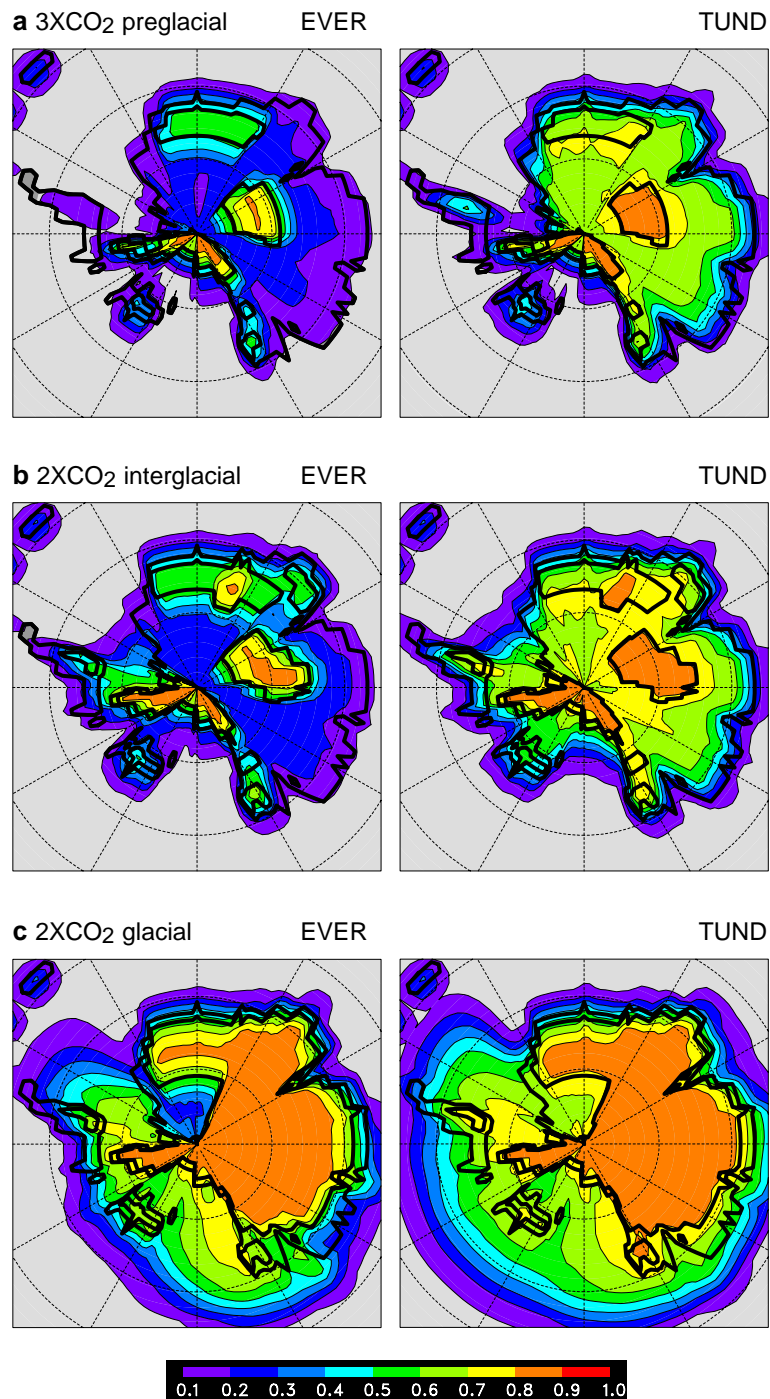 a 3XCO2 preglacial EVER TUND
b 2XCO2 interglacial EVER TUND
c 2XCO2 glacial EVER TUND
0.1 0.2 0.3 0.4 0.5 0.6 0.7 0.8 0.9 1.0